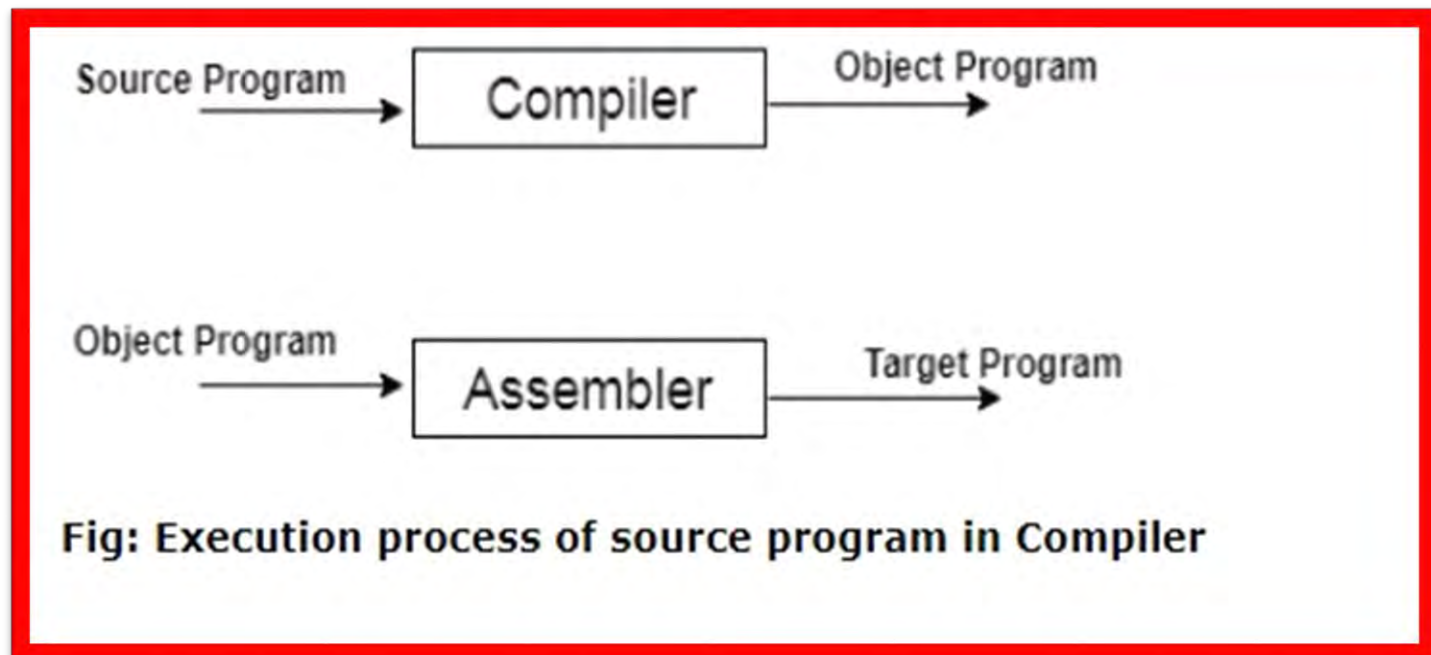 Source Program
Compiler
Object Program
Object Program
Assembler
Target Program
Fig: Execution process of source program in Compiler